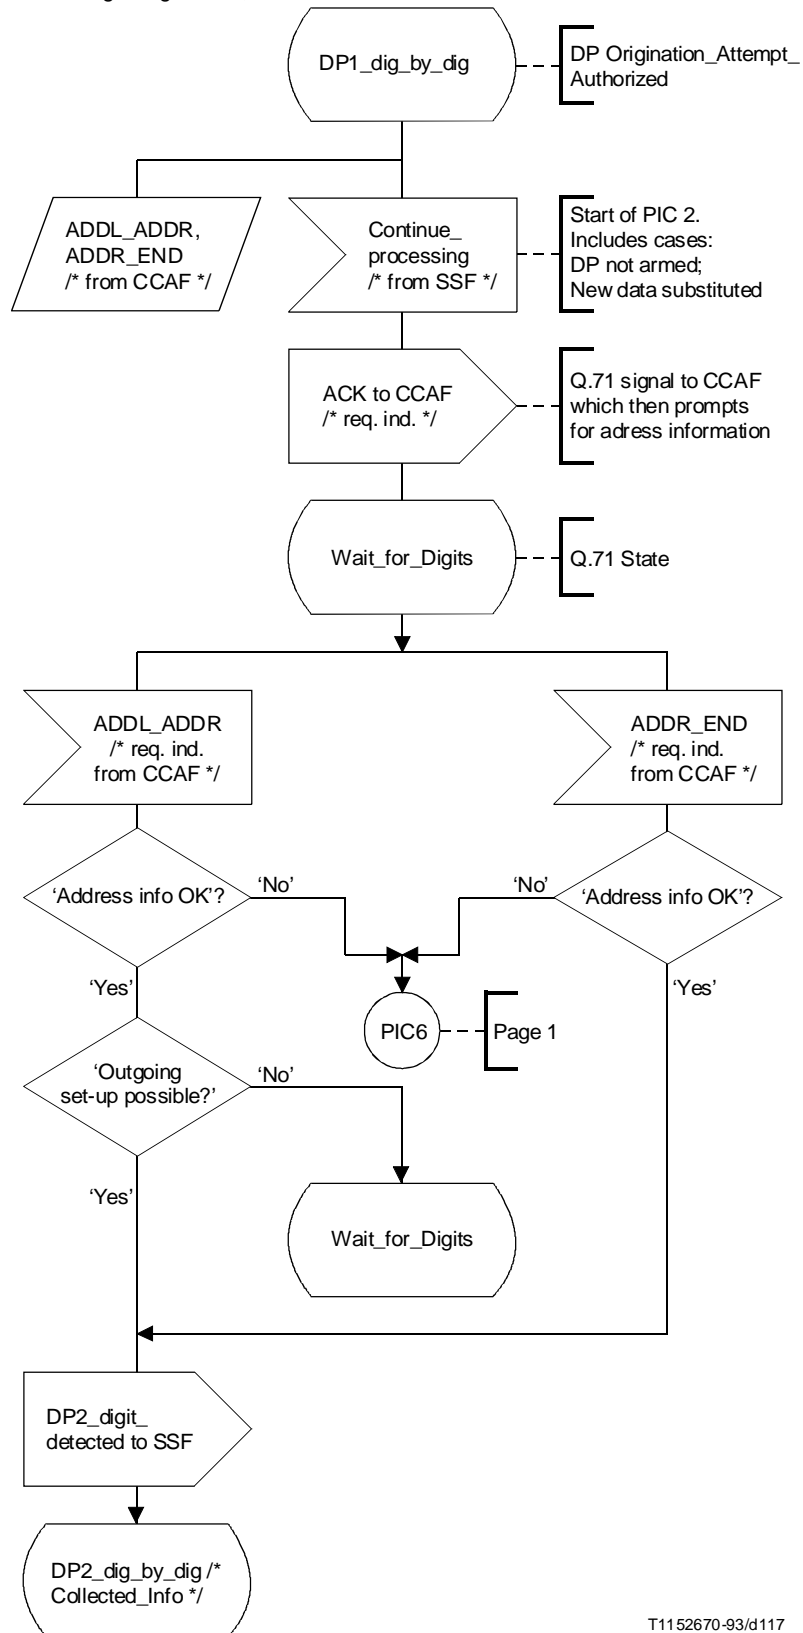 DP1_dig_by_dig
DP Origination_Attempt_
Authorized
ADDL_ADDR,
ADDR_END
/* from CCAF */
Continue_
processing
/* from SSF */
Start of PIC 2.
Includes cases:
DP not armed;
New data substituted
ACK to CCAF
/* req. ind. */
Q.71 signal to CCAF
which then prompts
for adress information
Wait_for_Digits
Q.71 State
ADDL_ADDR
/* req. ind.
from CCAF */
ADDR_END
/* req. ind.
from CCAF */
‘Address info OK’?
‘No’
‘No’
‘Address info OK’?
‘Yes’
‘Yes’
PIC6
Page 1
‘Outgoing
set-up possible?’
‘No’
‘Yes’
Wait_for_Digits
DP2_digit_
detected to SSF
DP2_dig_by_dig /*
Collected_Info */
T1152670-93/d117